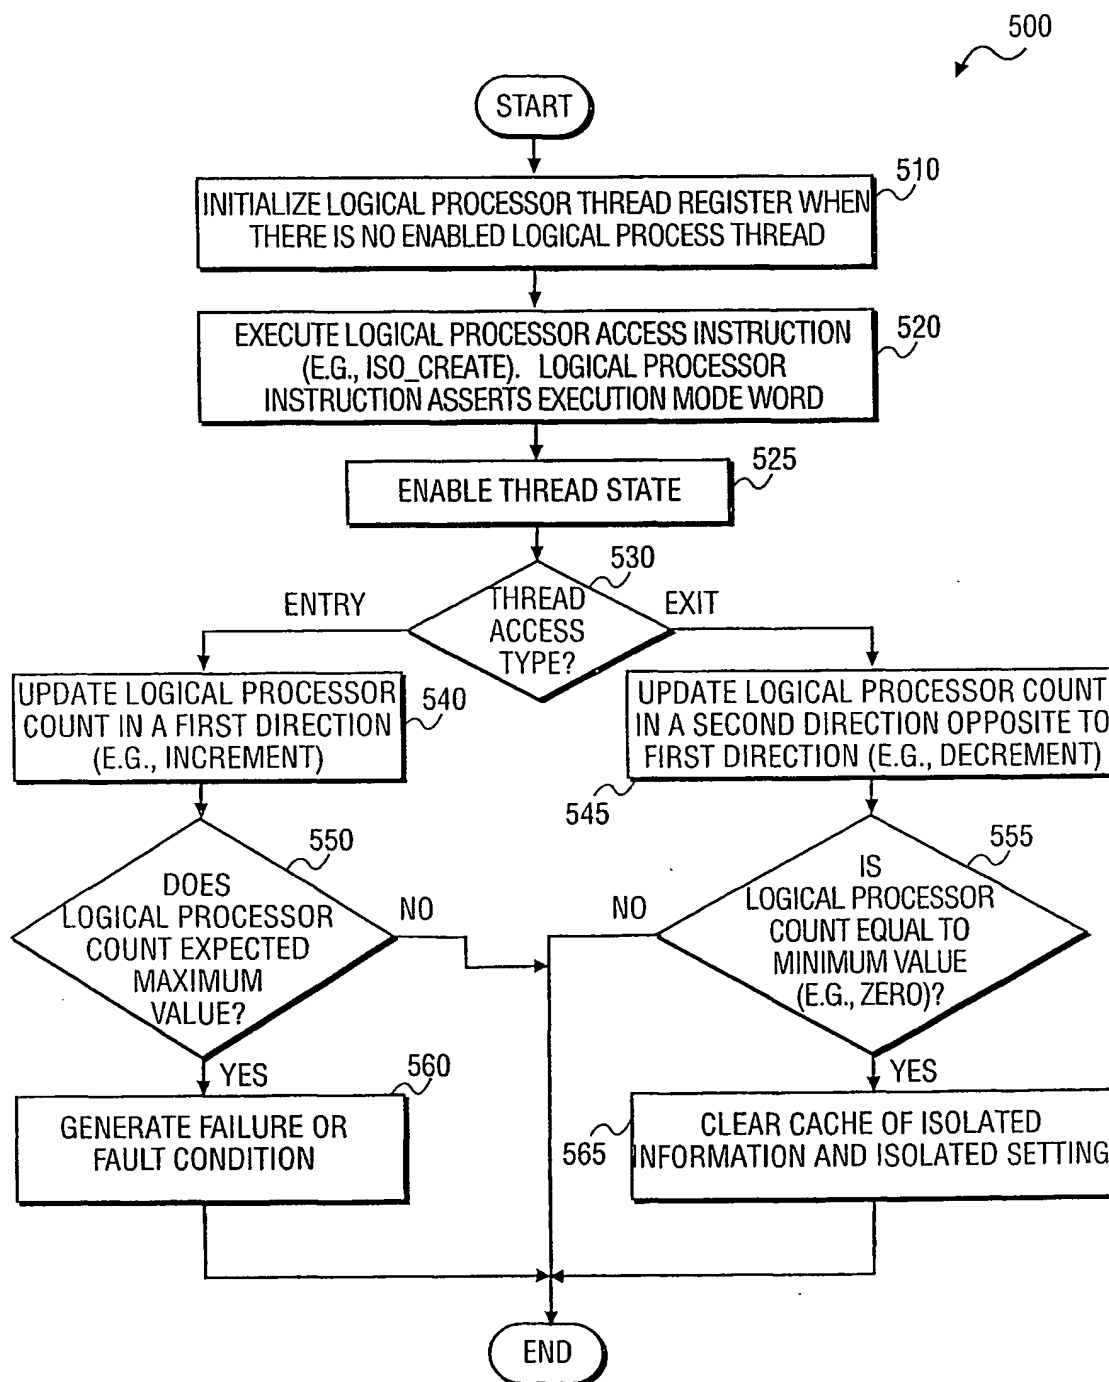 500
START
510
INITIALIZE LOGICAL PROCESSOR THREAD REGISTER WHEN
THERE IS NO ENABLED LOGICAL PROCESS THREAD
EXECUTE LOGICAL PROCESSOR ACCESS INSTRUCTION
(E.G., ISO_CREATE). LOGICAL PROCESSOR
INSTRUCTION ASSERTS EXECUTION MODE WORD
520
ENABLE THREAD STATE
525
530
THREAD
ACCESS
TYPE?
ENTRY
EXIT
UPDATE LOGICAL PROCESSOR
COUNT IN A FIRST DIRECTION
(E.G., INCREMENT)
540
UPDATE LOGICAL PROCESSOR COUNT
IN A SECOND DIRECTION OPPOSITE TO
FIRST DIRECTION (E.G., DECREMENT)
545
550
DOES
LOGICAL PROCESSOR
COUNT EXPECTED
MAXIMUM
VALUE?
NO
YES
555
IS
LOGICAL PROCESSOR
COUNT EQUAL TO
MINIMUM VALUE
(E.G., ZERO)?
NO
YES
560
GENERATE FAILURE OR
FAULT CONDITION
565
CLEAR CACHE OF ISOLATED
INFORMATION AND ISOLATED SETTING
END